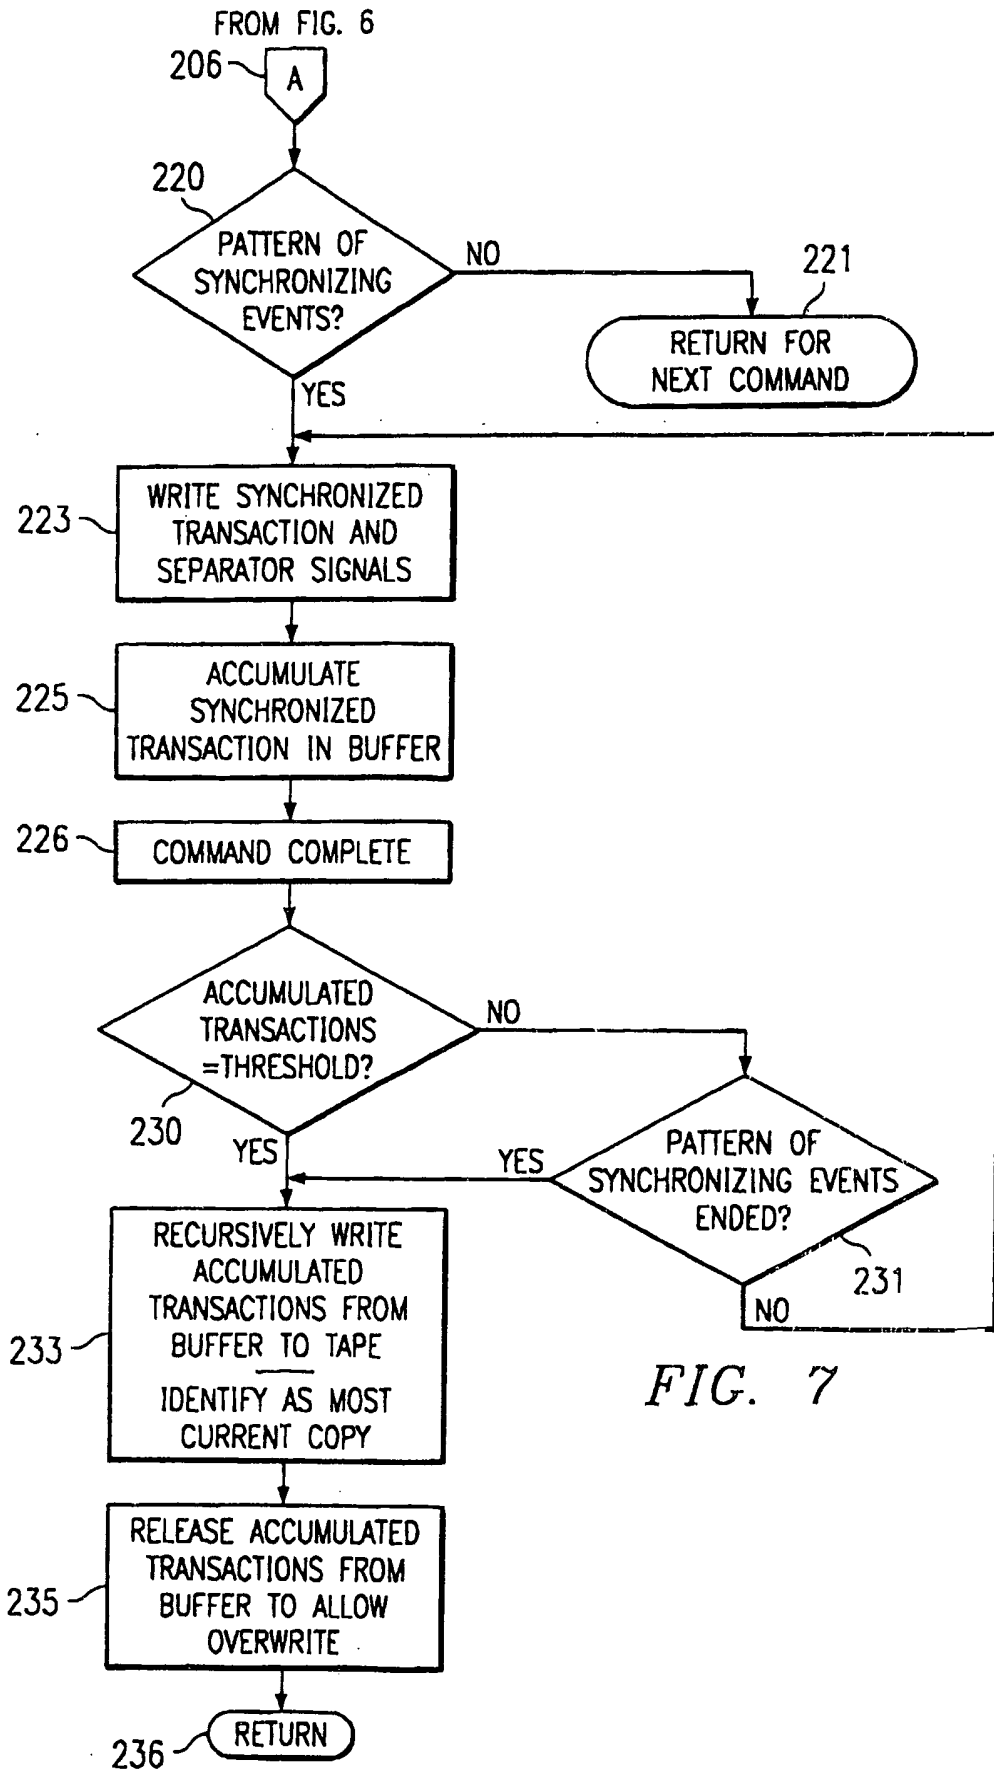 FROM FIG. 6
206
A
220
PATTERN OF
SYNCHRONIZING
EVENTS?
NO
221
RETURN FOR
NEXT COMMAND
YES
223
WRITE SYNCHRONIZED
TRANSACTION AND
SEPARATOR SIGNALS
225
ACCUMULATE
SYNCHRONIZED
TRANSACTION IN BUFFER
226
COMMAND COMPLETE
ACCUMULATED
TRANSACTIONS
=THRESHOLD?
NO
230
YES
PATTERN OF
SYNCHRONIZING EVENTS
ENDED?
YES
231
NO
233
RECURSIVELY WRITE
ACCUMULATED
TRANSACTIONS FROM
BUFFER TO TAPE
IDENTIFY AS MOST
CURRENT COPY
FIG. 7
235
RELEASE ACCUMULATED
TRANSACTIONS FROM
BUFFER TO ALLOW
OVERWRITE
236
RETURN